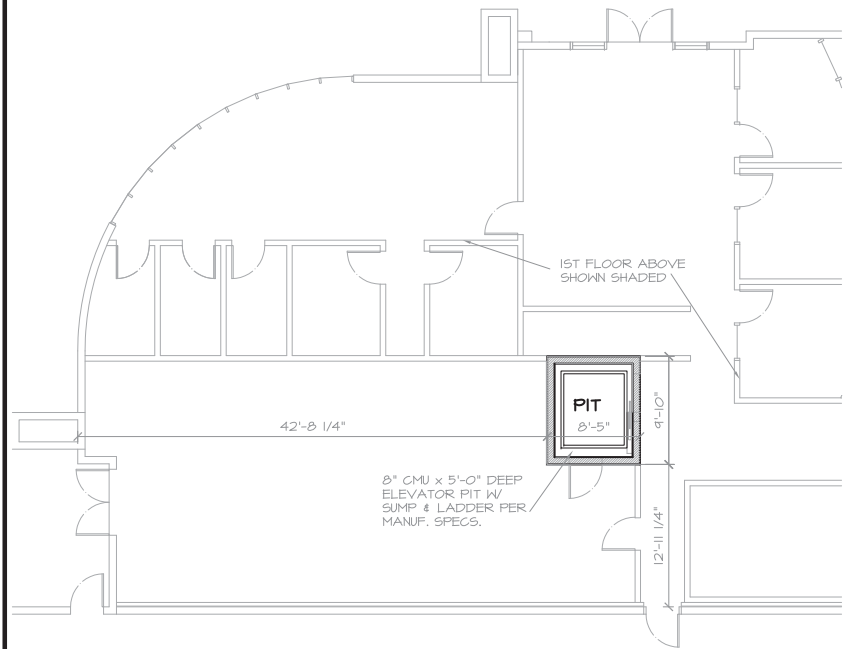 1ST FLOOR ABOVE
SHOWN SHADED
PIT
42'-8 1/4"
8'-5"
9'-10"
8" CMU x 5'-0" DEEP
ELEVATOR PIT W/
SUMP & LADDER PER
MANUF. SPECS.
12'-11 1/4"